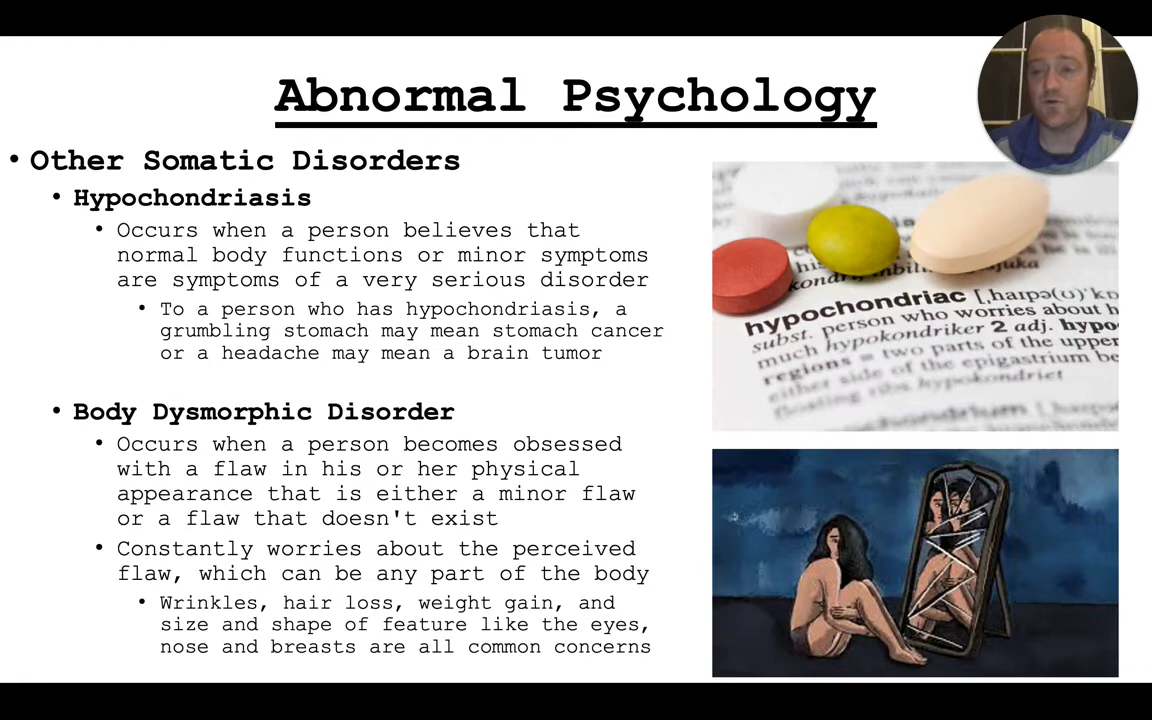 Abnormal Psychology
• Other Somatic Disorders
• Hypochondriasis
• Occurs when a person believes that
normal body functions or minor symptoms
are symptoms of a very serious disorder
• To a person who has hypochondriasis, a
grumbling stomach may mean stomach cancer
or a headache may mean a brain tumor
• Body Dysmorphic Disorder
• Occurs when a person becomes obsessed
with a flaw in his or her physical
appearance that is either a minor flaw
or a flaw that doesn't exist
• Constantly worries about the perceived
flaw, which can be any part of the body
• Wrinkles, hair loss, weight gain, and
size and shape of feature like the eyes,
nose and breasts are all common concerns
hypochondriac
subst. person who worries about
much hypokondriker 2 adj. hypo
regions = two parts of the upper
either side of the epigastrium be
floating ribs hypokondriet